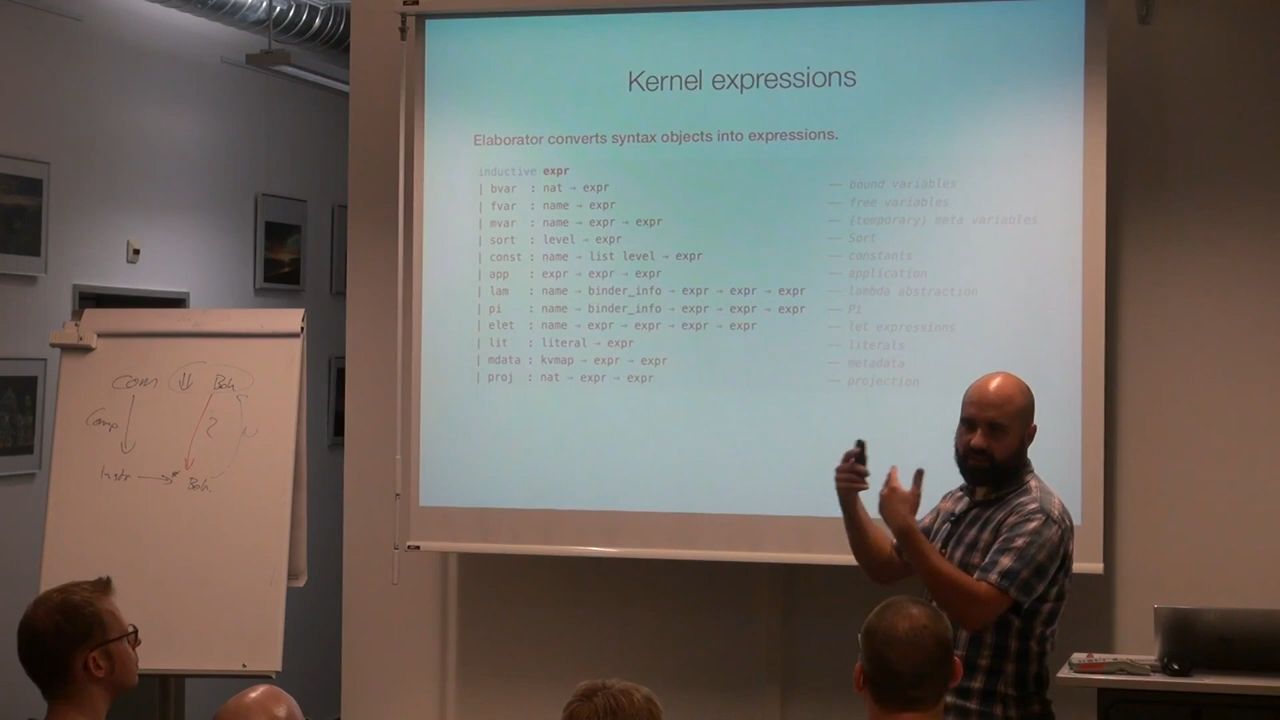 Kernel expressions
Elaborator converts syntax objects into expressions.
inductive expr
| bvar : nat → expr -- bound variables
| fvar : name → expr -- free variables
| mvar : name → expr → expr -- (temporary) meta variables
| sort : level → expr -- Sort
| const : name → list level → expr -- constants
| app : expr → expr → expr -- application
| lam : name → binder_info → expr → expr → expr -- lambda abstraction
| pi : name → binder_info → expr → expr → expr -- Pi
| elet : name → expr → expr → expr → expr -- let expressions
| lit : literal → expr -- literals
| mdata : kvmap → expr → expr -- metadata
| proj : nat → expr → expr -- projection
com ⇓ Beh
Comp ?
Instr →* Beh.